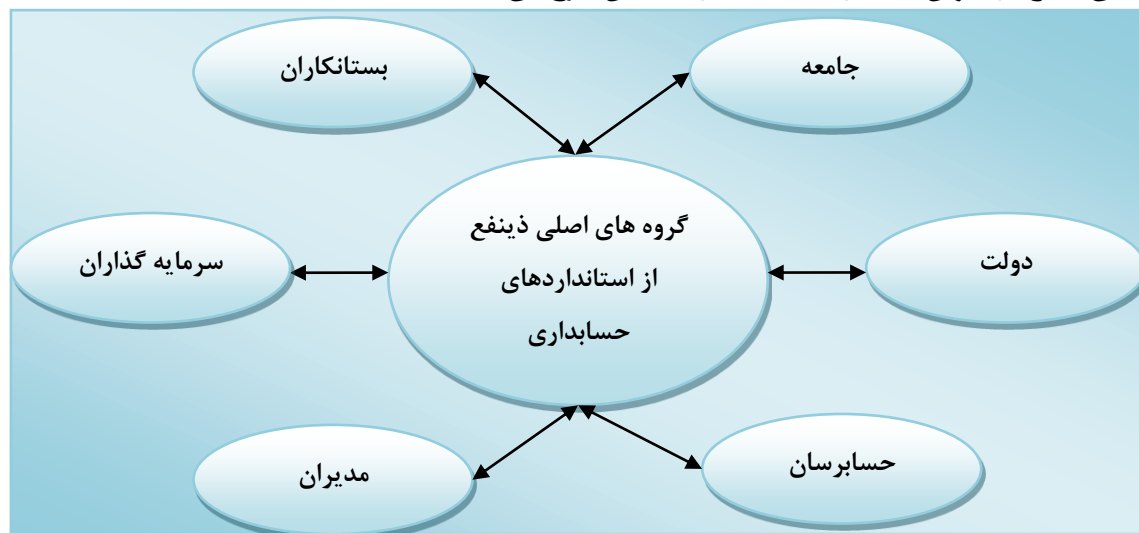 جامعه
بستانکاران
گروه های اصلی ذینفع
از استانداردهای
حسابداری
دولت
سرمایه گذاران
حسابرسان
مدیران